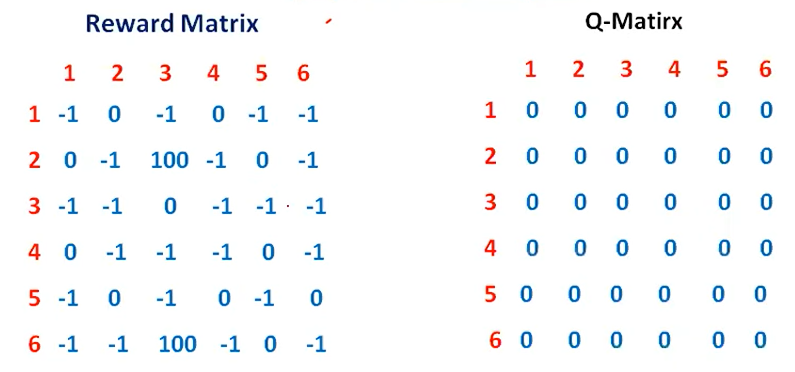 Reward Matrix
1 2 3 4 5 6
1 -1 0 -1 0 -1 -1
2 0 -1 100 -1 0 -1
3 -1 -1 0 -1 -1 -1
4 0 -1 -1 -1 0 -1
5 -1 0 -1 0 -1 0
6 -1 -1 100 -1 0 -1
Q-Matirx
1 2 3 4 5 6
1 0 0 0 0 0 0
2 0 0 0 0 0 0
3 0 0 0 0 0 0
4 0 0 0 0 0 0
5 0 0 0 0 0 0
6 0 0 0 0 0 0